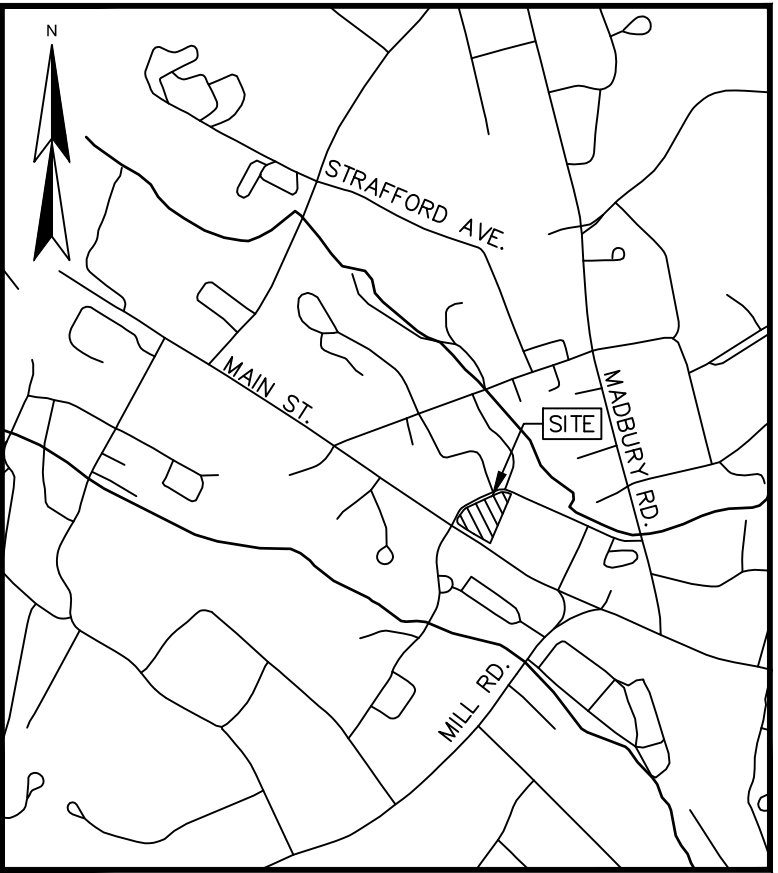 N
STRAFFORD AVE.
MAIN ST.
MADBURY RD.
SITE
MILL RD.